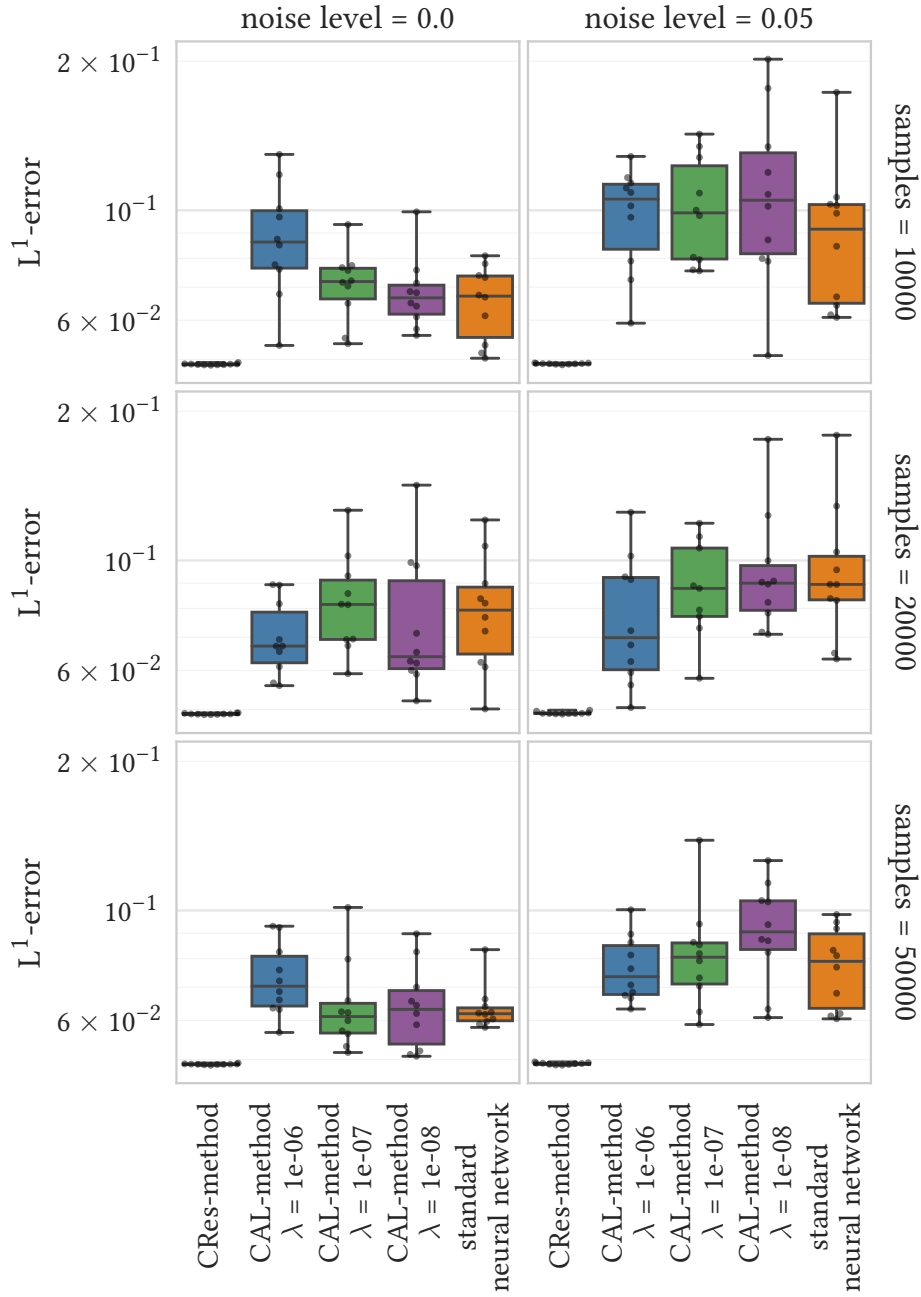 noise level = 0.0
noise level = 0.05
2 × 10⁻¹
10⁻¹
6 × 10⁻²
L¹-error
samples = 10000
2 × 10⁻¹
10⁻¹
6 × 10⁻²
L¹-error
samples = 20000
2 × 10⁻¹
10⁻¹
6 × 10⁻²
L¹-error
samples = 50000
CRes-method
CAL-method
λ = 1e-06
CAL-method
λ = 1e-07
CAL-method
λ = 1e-08
standard
neural network
CRes-method
CAL-method
λ = 1e-06
CAL-method
λ = 1e-07
CAL-method
λ = 1e-08
standard
neural network